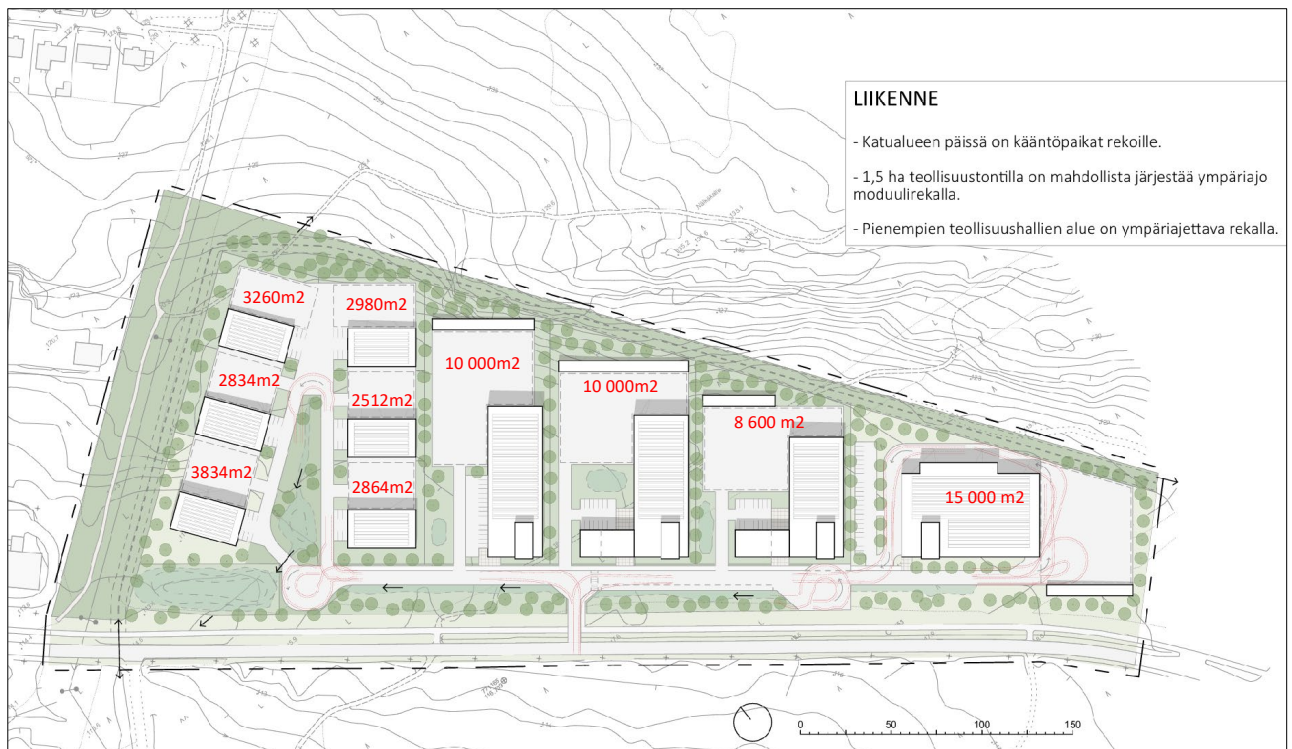 LIIKENNE
- Katualueen päissä on kääntöpaikat rekoille.
- 1,5 ha teollisuustontilla on mahdollista järjestää ympäriajo
moduulirekalla.
- Pienempien teollisuushallien alue on ympäriajettava rekalla.
3260m2
2980m2
10 000m2
10 000m2
2834m2
2512m2
8 600 m2
3834m2
2864m2
15 000 m2
0 50 100 150